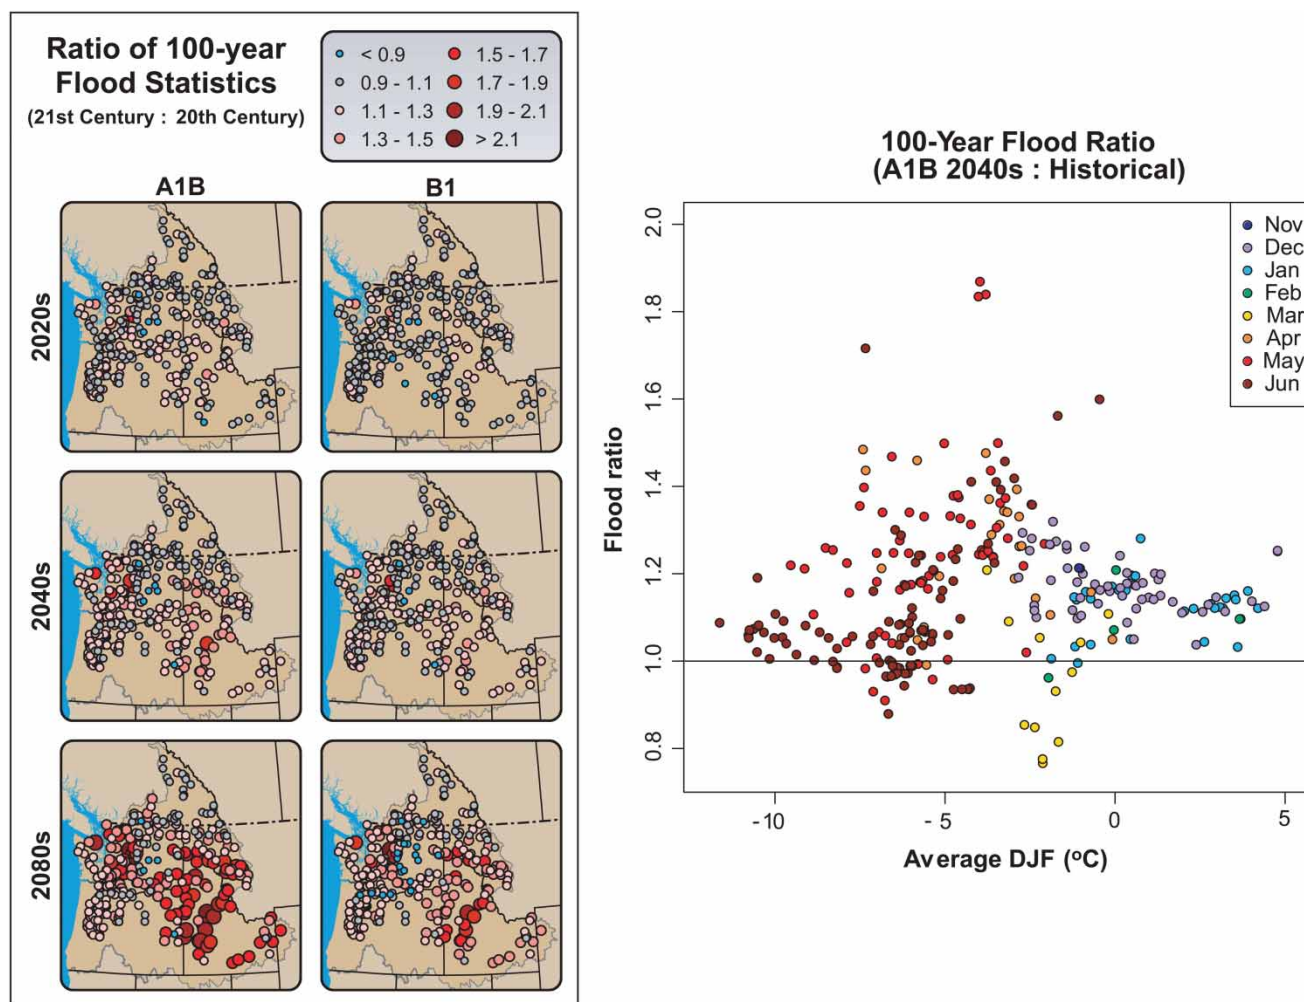 Ratio of 100-year
Flood Statistics
(21st Century : 20th Century)
< 0.9
0.9 - 1.1
1.1 - 1.3
1.3 - 1.5
1.5 - 1.7
1.7 - 1.9
1.9 - 2.1
> 2.1
A1B
B1
2020s
2040s
2080s
100-Year Flood Ratio
(A1B 2040s : Historical)
Flood ratio
2.0
1.8
1.6
1.4
1.2
1.0
0.8
Nov
Dec
Jan
Feb
Mar
Apr
May
Jun
-10
- 5
0
5
Average DJF (oC)